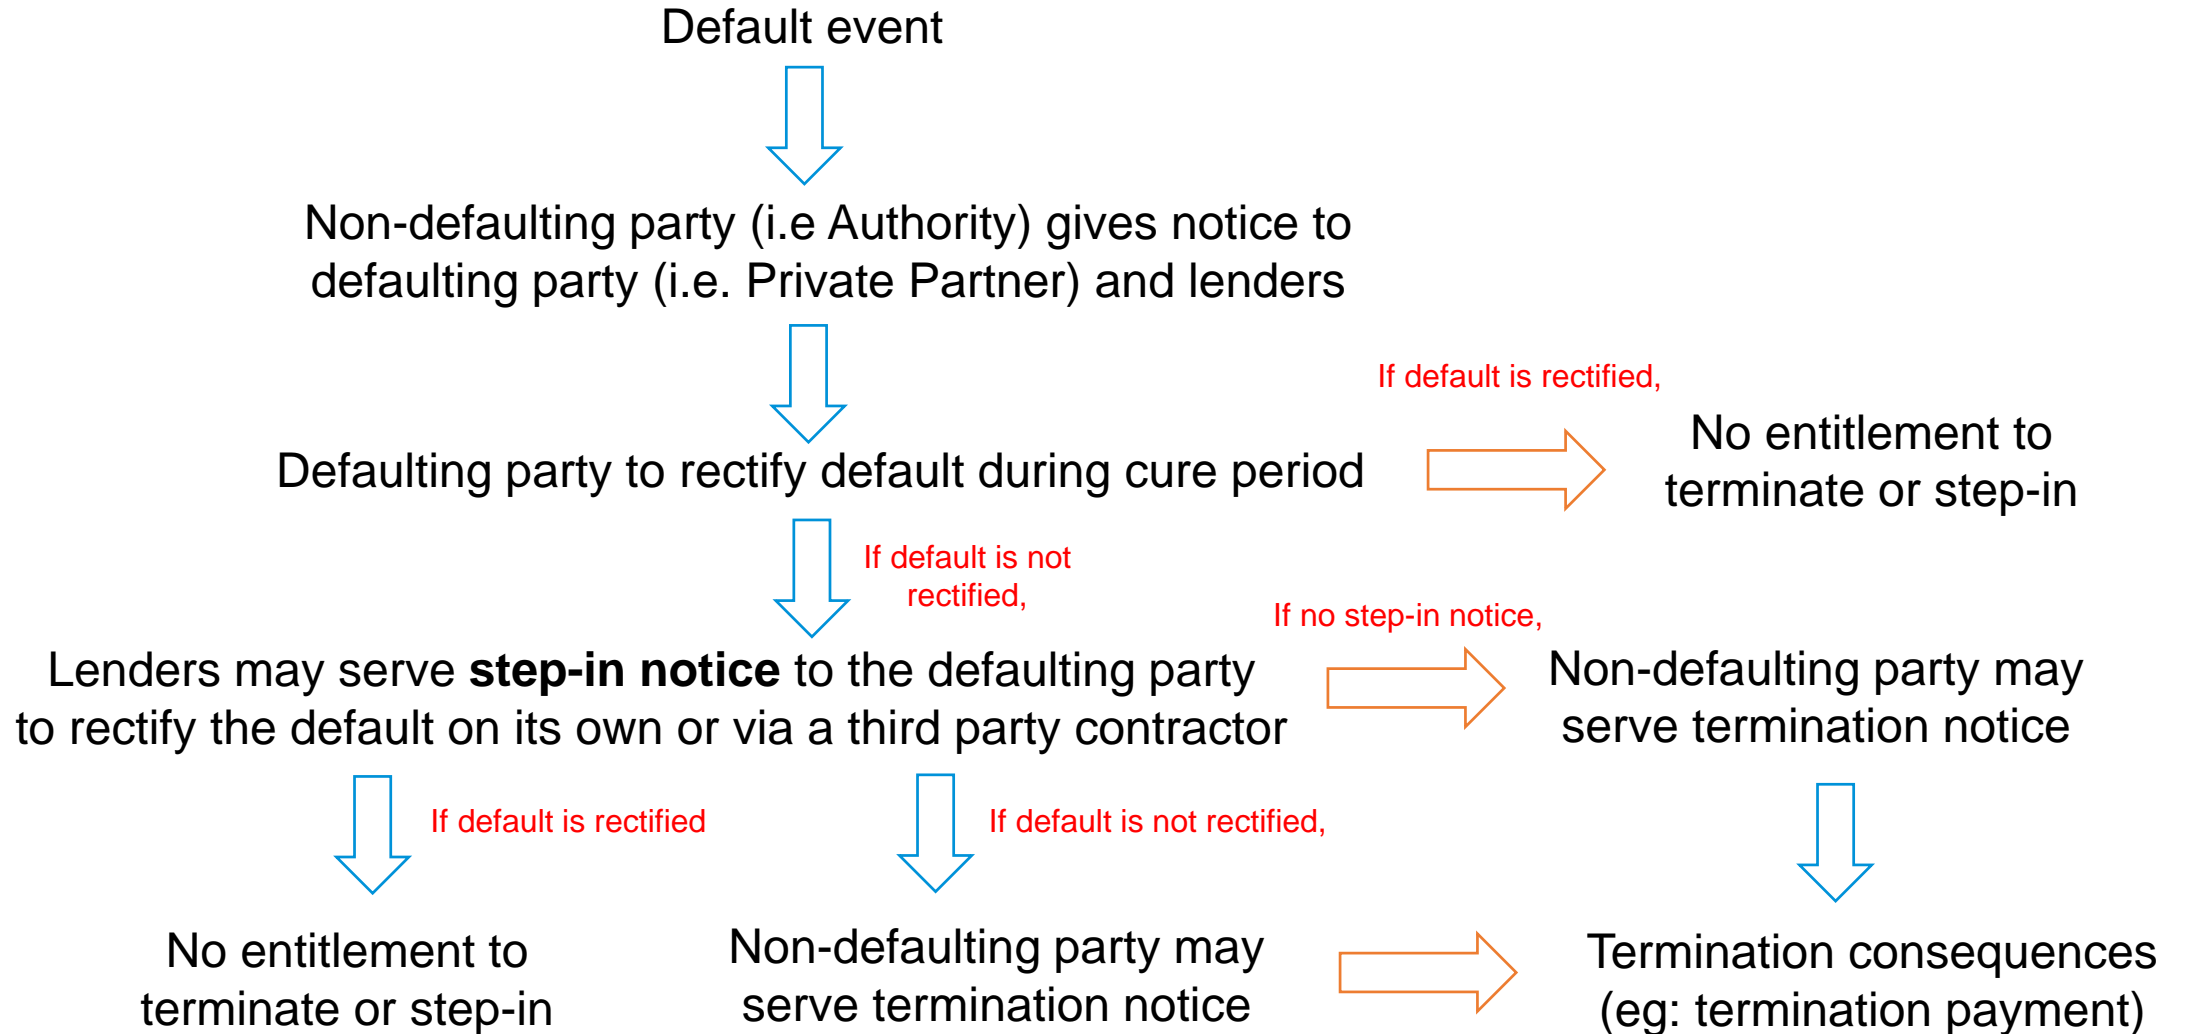 Default event
Non-defaulting party (i.e Authority) gives notice to
defaulting party (i.e. Private Partner) and lenders
If default is rectified,
Defaulting party to rectify default during cure period
No entitlement to
terminate or step-in
If default is not
rectified,
If no step-in notice,
Lenders may serve step-in notice to the defaulting party
to rectify the default on its own or via a third party contractor
Non-defaulting party may
serve termination notice
If default is rectified
If default is not rectified,
No entitlement to
terminate or step-in
Non-defaulting party may
serve termination notice
Termination consequences
(eg: termination payment)